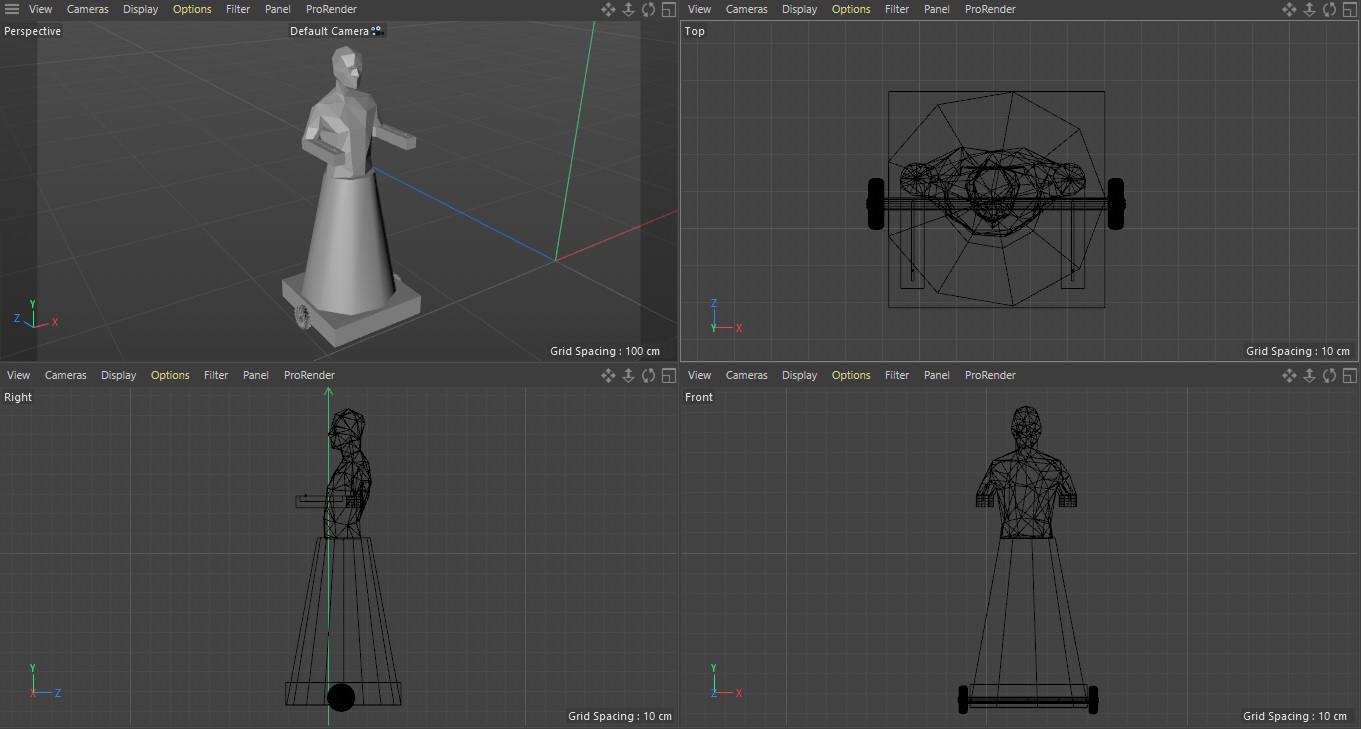 View Cameras Display Options Filter Panel ProRender
Perspective
Default Camera
Y
Z
X
Grid Spacing : 100 cm
View Cameras Display Options Filter Panel ProRender
Top
Z
Y
X
Grid Spacing : 10 cm
View Cameras Display Options Filter Panel ProRender
Right
Y
X
Z
Grid Spacing : 10 cm
View Cameras Display Options Filter Panel ProRender
Front
Y
Z
X
Grid Spacing : 10 cm